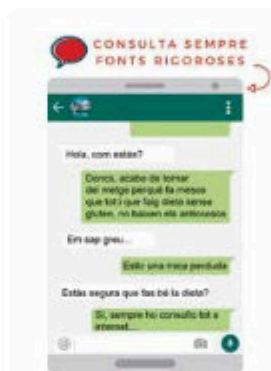 CONSULTA SEMPRE
FONTS RIGOROSES
Hola, com estàs?
Doncs, acabo de tornar
del metge perquè fa mesos
que tot i que faig dieta sense
gluten, no baixen els anticossos
Em sap greu...
Estic una mica perduda
Estàs segura que fas bé la dieta?
Sí, sempre ho consulto tot a
internet...